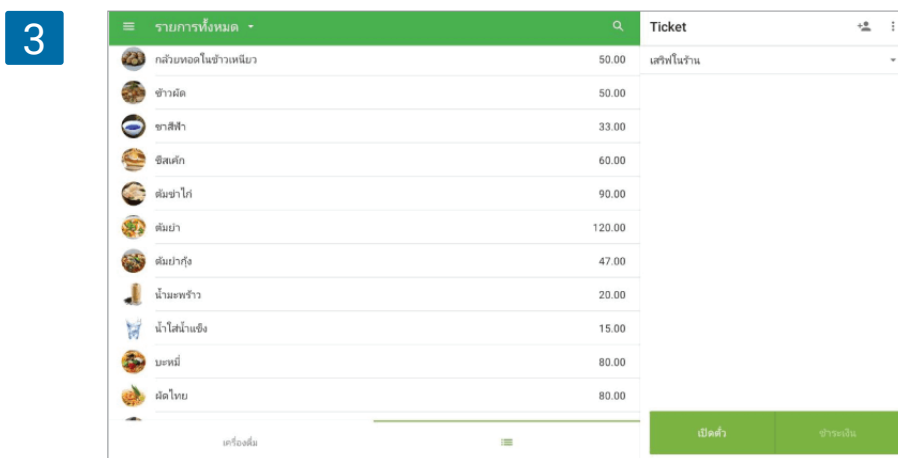 3
รายการทั้งหมด
Ticket
กล้วยทอดในข้าวเหนียว 50.00
เสริฟในร้าน
ข้าวผัด 50.00
ชาสีฟ้า 33.00
ชีสเค้ก 60.00
ต้มข่าไก่ 90.00
ต้มยำ 120.00
ต้มยำกุ้ง 47.00
น้ำมะพร้าว 20.00
น้ำใส่น้ำแข็ง 15.00
บะหมี่ 80.00
ผัดไทย 80.00
เครื่องดื่ม
เปิดตั๋ว
ชำระเงิน